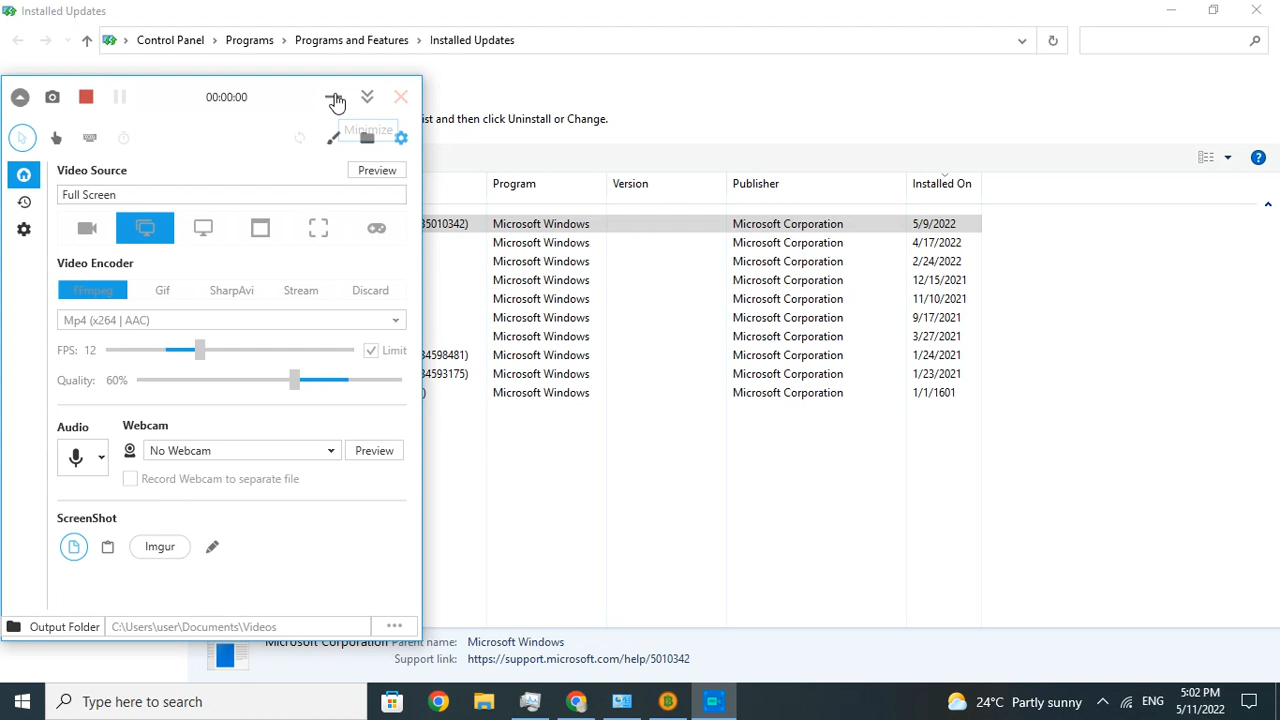 Installed Updates
Control Panel > Programs > Programs and Features > Installed Updates
00:00:00
ist and then click Uninstall or Change.
Minimize
Video Source
Preview
Full Screen
Video Encoder
FFmpeg Gif SharpAvi Stream Discard
Mp4 (x264 | AAC)
FPS: 12
Limit
Quality: 60%
Audio
Webcam
No Webcam
Preview
Record Webcam to separate file
ScreenShot
Imgur
Output Folder
C:\Users\user\Documents\Videos
...
Program Version Publisher Installed On
35010342) Microsoft Windows Microsoft Corporation 5/9/2022
Microsoft Windows Microsoft Corporation 4/17/2022
Microsoft Windows Microsoft Corporation 2/24/2022
Microsoft Windows Microsoft Corporation 12/15/2021
Microsoft Windows Microsoft Corporation 11/10/2021
Microsoft Windows Microsoft Corporation 9/17/2021
Microsoft Windows Microsoft Corporation 3/27/2021
34598481) Microsoft Windows Microsoft Corporation 1/24/2021
34593175) Microsoft Windows Microsoft Corporation 1/23/2021
) Microsoft Windows Microsoft Corporation 1/1/1601
Microsoft Corporation Parent name: Microsoft Windows
Support link: https://support.microsoft.com/help/5010342
Type here to search
24°C Partly sunny
ENG
5:02 PM
5/11/2022